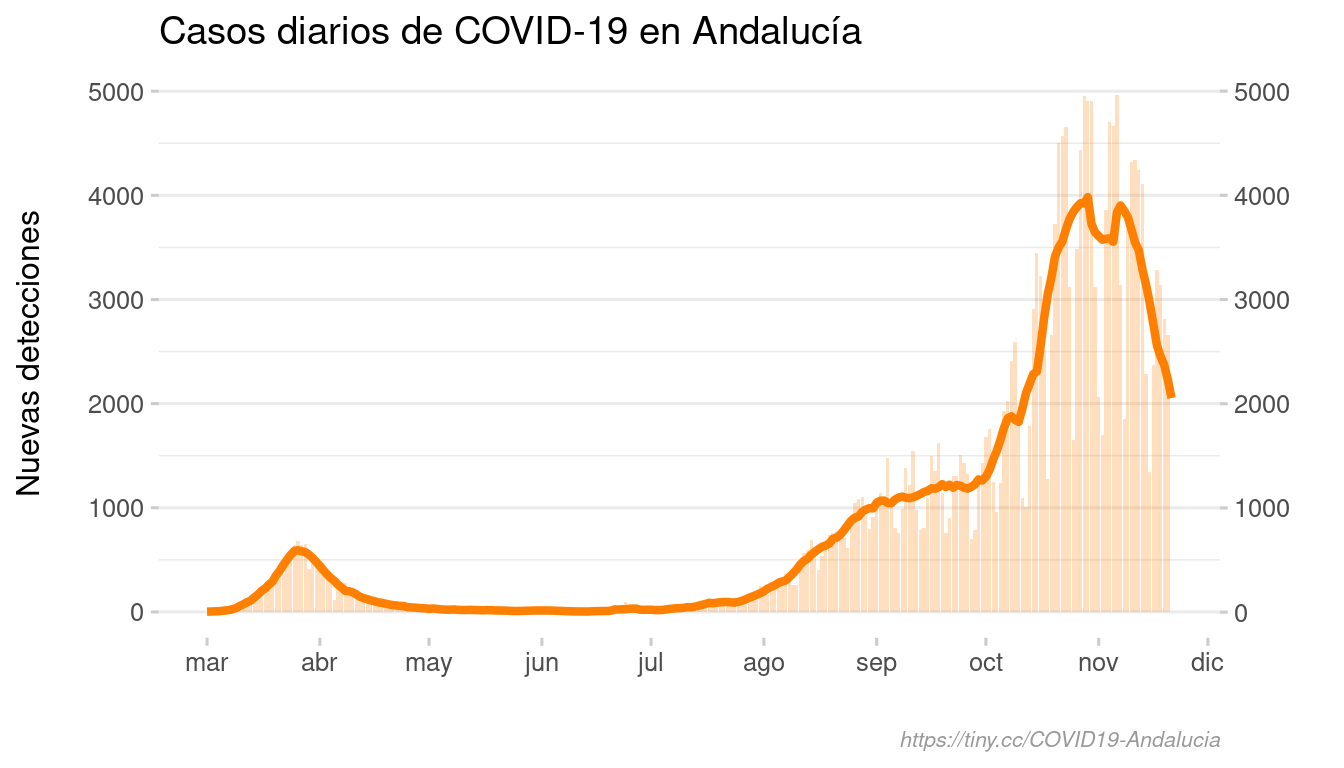 Casos diarios de COVID-19 en Andalucía
Nuevas detecciones
5000 5000
4000 4000
3000 3000
2000 2000
1000 1000
0 0
mar abr may jun jul ago sep oct nov dic
https://tiny.cc/COVID19-Andalucia